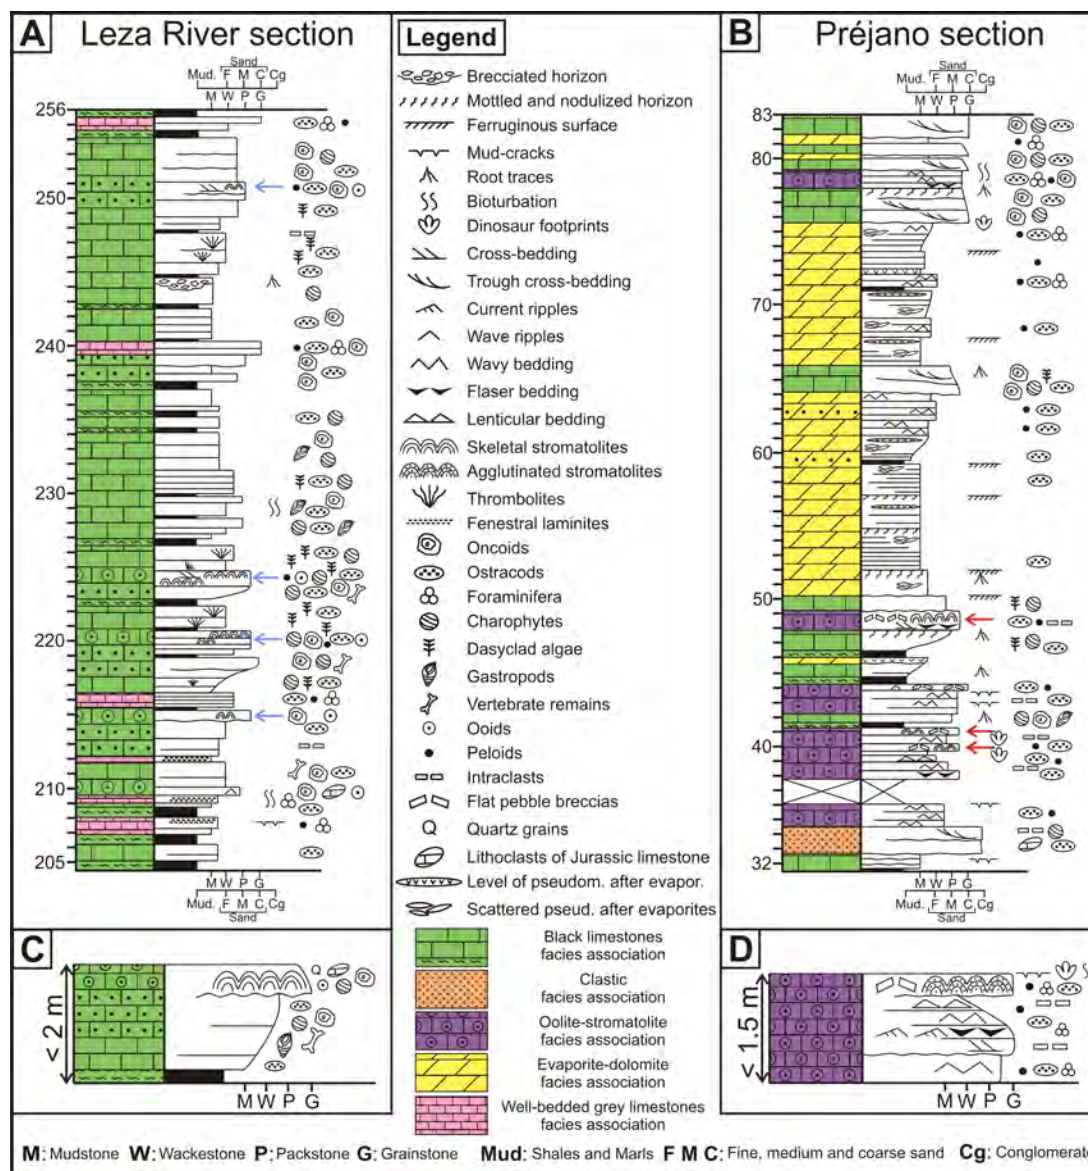 A Leza River section
Sand
Mud. F M C Cg
M W P G
256
250
240
230
220
210
205
M W P G
Mud. F M C Cg
Sand
Legend
Brecciated horizon
Mottled and nodulized horizon
Ferruginous surface
Mud-cracks
Root traces
Bioturbation
Dinosaur footprints
Cross-bedding
Trough cross-bedding
Current ripples
Wave ripples
Wavy bedding
Flaser bedding
Lenticular bedding
Skeletal stromatolites
Agglutinated stromatolites
Thrombolites
Fenestral laminites
Oncoids
Ostracods
Foraminifera
Charophytes
Dasyclad algae
Gastropods
Vertebrate remains
Ooids
Peloids
Intraclasts
Flat pebble breccias
Quartz grains
Lithoclasts of Jurassic limestone
Level of pseudom. after evapor.
Scattered pseud. after evaporites
Black limestones
facies association
Clastic
facies association
Oolite-stromatolite
facies association
Evaporite-dolomite
facies association
Well-bedded grey limestones
facies association
B Préjano section
Sand
Mud. F M C Cg
M W P G
83
80
70
60
50
40
32
M W P G
Mud. F M C Cg
Sand
C
< 2 m
M W P G
D
< 1.5 m
M W P G
M: Mudstone W: Wackestone P: Packstone G: Grainstone Mud: Shales and Marls F M C: Fine, medium and coarse sand Cg: Conglomerat